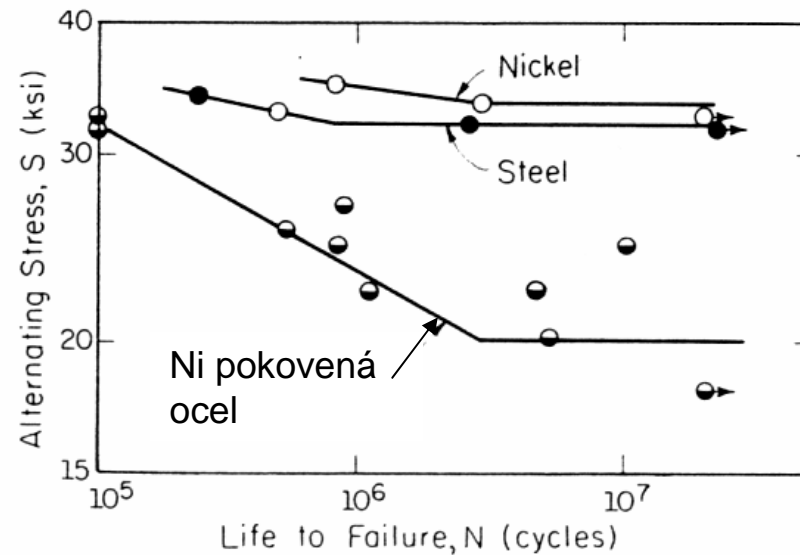 40
Nickel
30
Steel
20
Ni pokovená
ocel
15
10⁵ 10⁶ 10⁷
Alternating Stress, S (ksi)
Life to Failure, N (cycles)